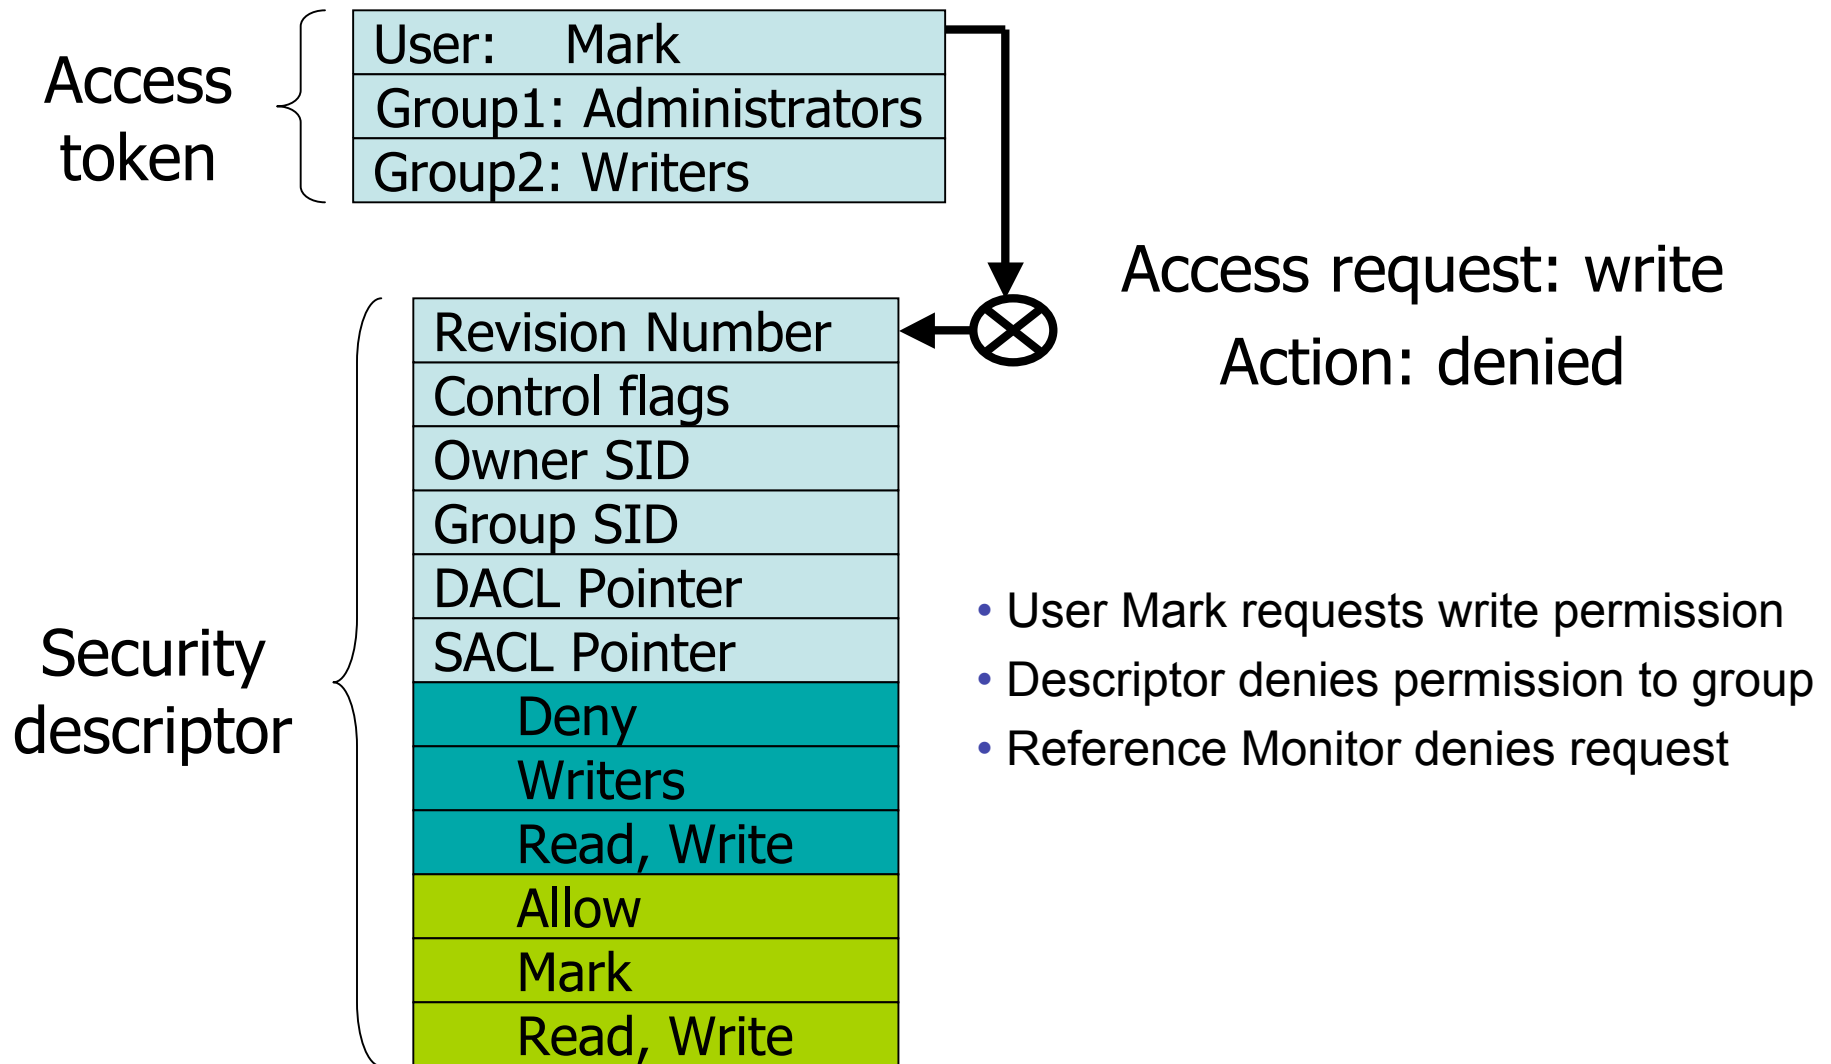 Access
token
User: Mark
Group1: Administrators
Group2: Writers
Access request: write
Action: denied
Security
descriptor
Revision Number
Control flags
Owner SID
Group SID
DACL Pointer
SACL Pointer
Deny
Writers
Read, Write
Allow
Mark
Read, Write
• User Mark requests write permission
• Descriptor denies permission to group
• Reference Monitor denies request